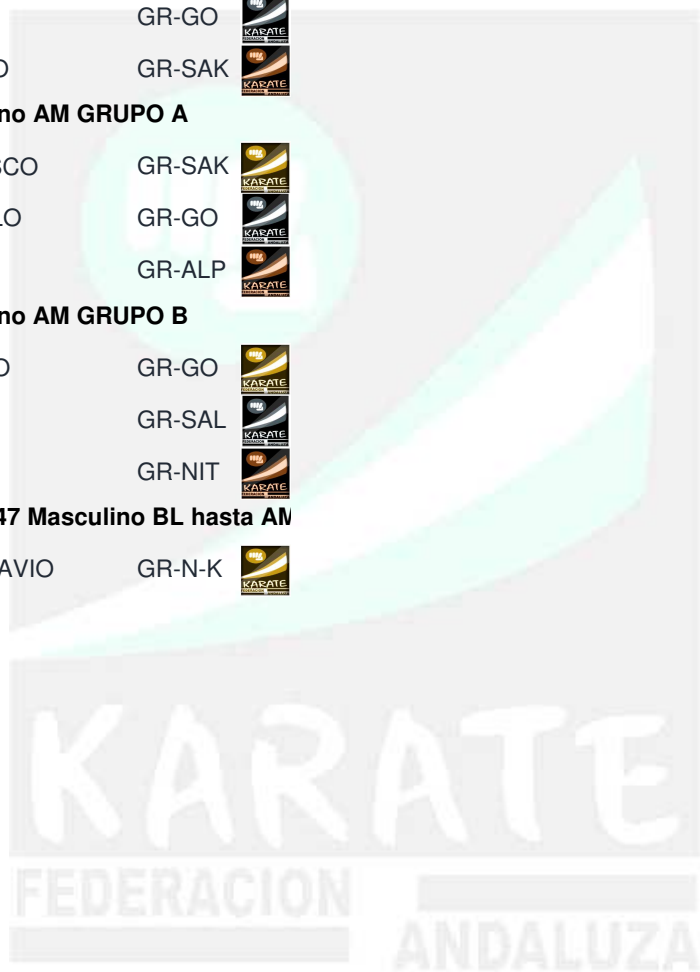 GR-GO
O GR-SAK
no AM GRUPO A
SCO GR-SAK
LO GR-GO
GR-ALP
no AM GRUPO B
O GR-GO
GR-SAL
GR-NIT
47 Masculino BL hasta AM
AVIO GR-N-K
KARATE
FEDERACION
ANDALUZA